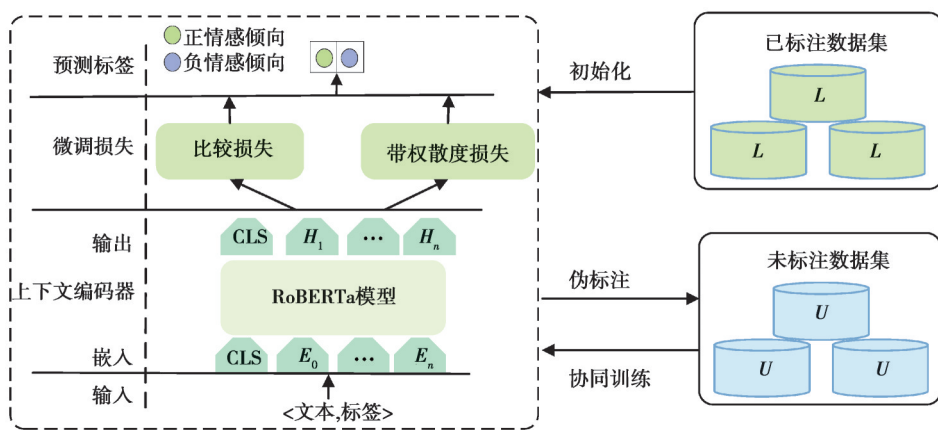 正情感倾向
负情感倾向
预测标签
微调损失
比较损失
带权散度损失
输出
CLS H₁ … Hₙ
上下文编码器
RoBERTa模型
嵌入
CLS E₀ … Eₙ
输入
<文本,标签>
初始化
伪标注
协同训练
已标注数据集
L
L L
未标注数据集
U
U U